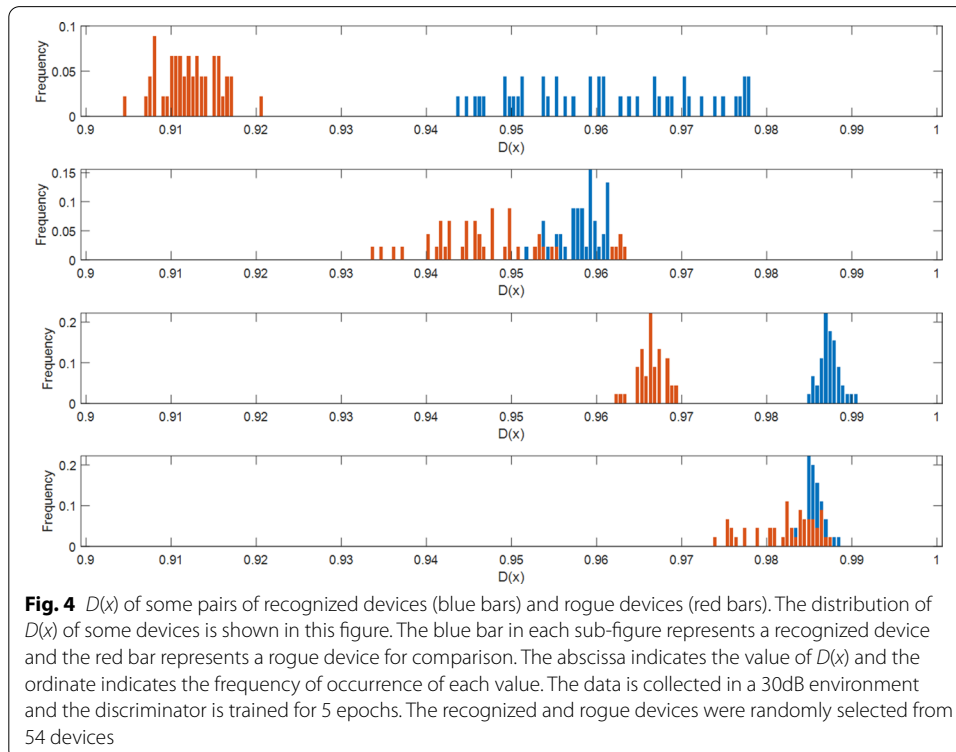 0.1
Frequency
0.05
0
0.9 0.91 0.92 0.93 0.94 0.95 0.96 0.97 0.98 0.99 1
D(x)
0.15
Frequency
0.1
0.05
0
0.9 0.91 0.92 0.93 0.94 0.95 0.96 0.97 0.98 0.99 1
D(x)
0.2
Frequency
0.1
0
0.9 0.91 0.92 0.93 0.94 0.95 0.96 0.97 0.98 0.99 1
D(x)
0.2
Frequency
0.1
0
0.9 0.91 0.92 0.93 0.94 0.95 0.96 0.97 0.98 0.99 1
D(x)
Fig. 4 D(x) of some pairs of recognized devices (blue bars) and rogue devices (red bars). The distribution of
D(x) of some devices is shown in this figure. The blue bar in each sub-figure represents a recognized device
and the red bar represents a rogue device for comparison. The abscissa indicates the value of D(x) and the
ordinate indicates the frequency of occurrence of each value. The data is collected in a 30dB environment
and the discriminator is trained for 5 epochs. The recognized and rogue devices were randomly selected from
54 devices